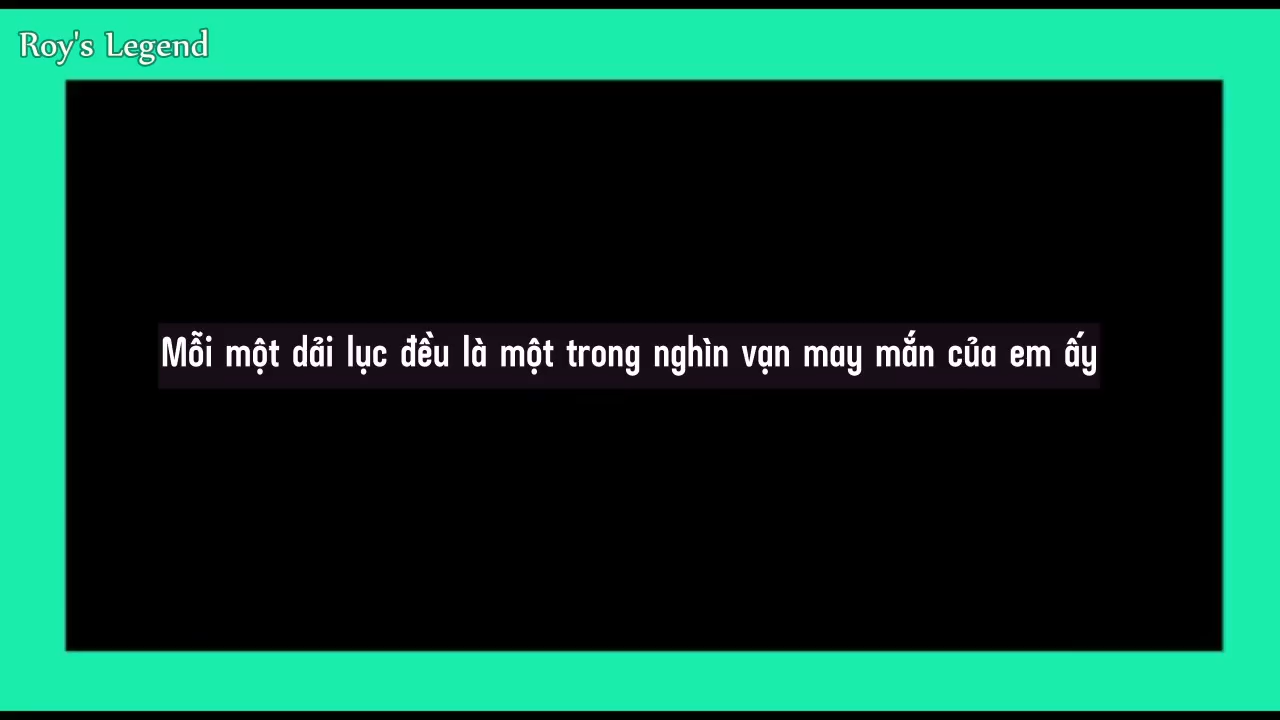 Roy's Legend
Mỗi một dải lục đều là một trong nghìn vạn may mắn của em ấy